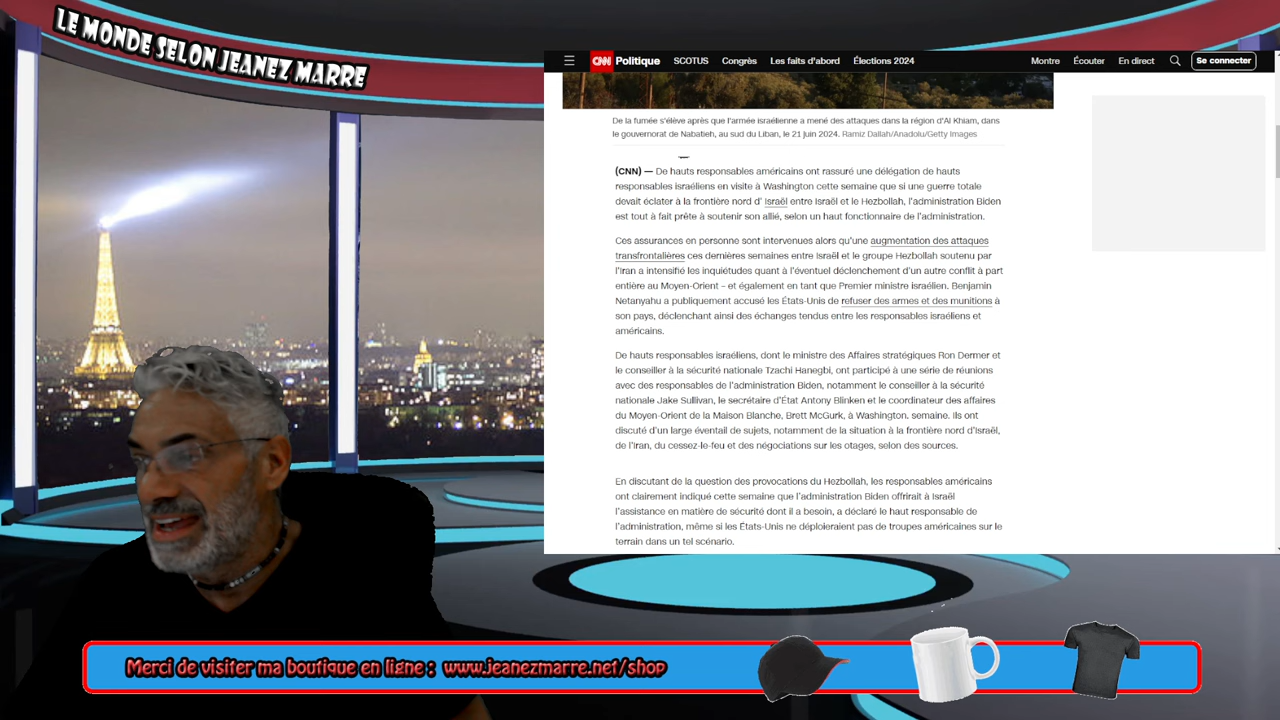 LE MONDE SELON JEANEZ MARRE
CNN Politique SCOTUS Congrès Les faits d'abord Élections 2024 Montre Écouter En direct Se connecter
De la fumée s'élève après que l'armée israélienne a mené des attaques dans la région d'Al Khiam, dans
le gouvernorat de Nabatieh, au sud du Liban, le 21 juin 2024. Ramiz Dallah/Anadolu/Getty Images
(CNN) — De hauts responsables américains ont rassuré une délégation de hauts
responsables israéliens en visite à Washington cette semaine que si une guerre totale
devait éclater à la frontière nord d' Israël entre Israël et le Hezbollah, l'administration Biden
est tout à fait prête à soutenir son allié, selon un haut fonctionnaire de l'administration.
Ces assurances en personne sont intervenues alors qu'une augmentation des attaques
transfrontalières ces dernières semaines entre Israël et le groupe Hezbollah soutenu par
l'Iran a intensifié les inquiétudes quant à l'éventuel déclenchement d'un autre conflit à part
entière au Moyen-Orient - et également en tant que Premier ministre israélien. Benjamin
Netanyahu a publiquement accusé les États-Unis de refuser des armes et des munitions à
son pays, déclenchant ainsi des échanges tendus entre les responsables israéliens et
américains.
De hauts responsables israéliens, dont le ministre des Affaires stratégiques Ron Dermer et
le conseiller à la sécurité nationale Tzachi Hanegbi, ont participé à une série de réunions
avec des responsables de l'administration Biden, notamment le conseiller à la sécurité
nationale Jake Sullivan, le secrétaire d'État Antony Blinken et le coordinateur des affaires
du Moyen-Orient de la Maison Blanche, Brett McGurk, à Washington. semaine. Ils ont
discuté d'un large éventail de sujets, notamment de la situation à la frontière nord d'Israël,
de l'Iran, du cessez-le-feu et des négociations sur les otages, selon des sources.
En discutant de la question des provocations du Hezbollah, les responsables américains
ont clairement indiqué cette semaine que l'administration Biden offrirait à Israël
l'assistance en matière de sécurité dont il a besoin, a déclaré le haut responsable de
l'administration, même si les États-Unis ne déploieraient pas de troupes américaines sur le
terrain dans un tel scénario.
Merci de visiter ma boutique en ligne : www.jeanezmarre.net/shop